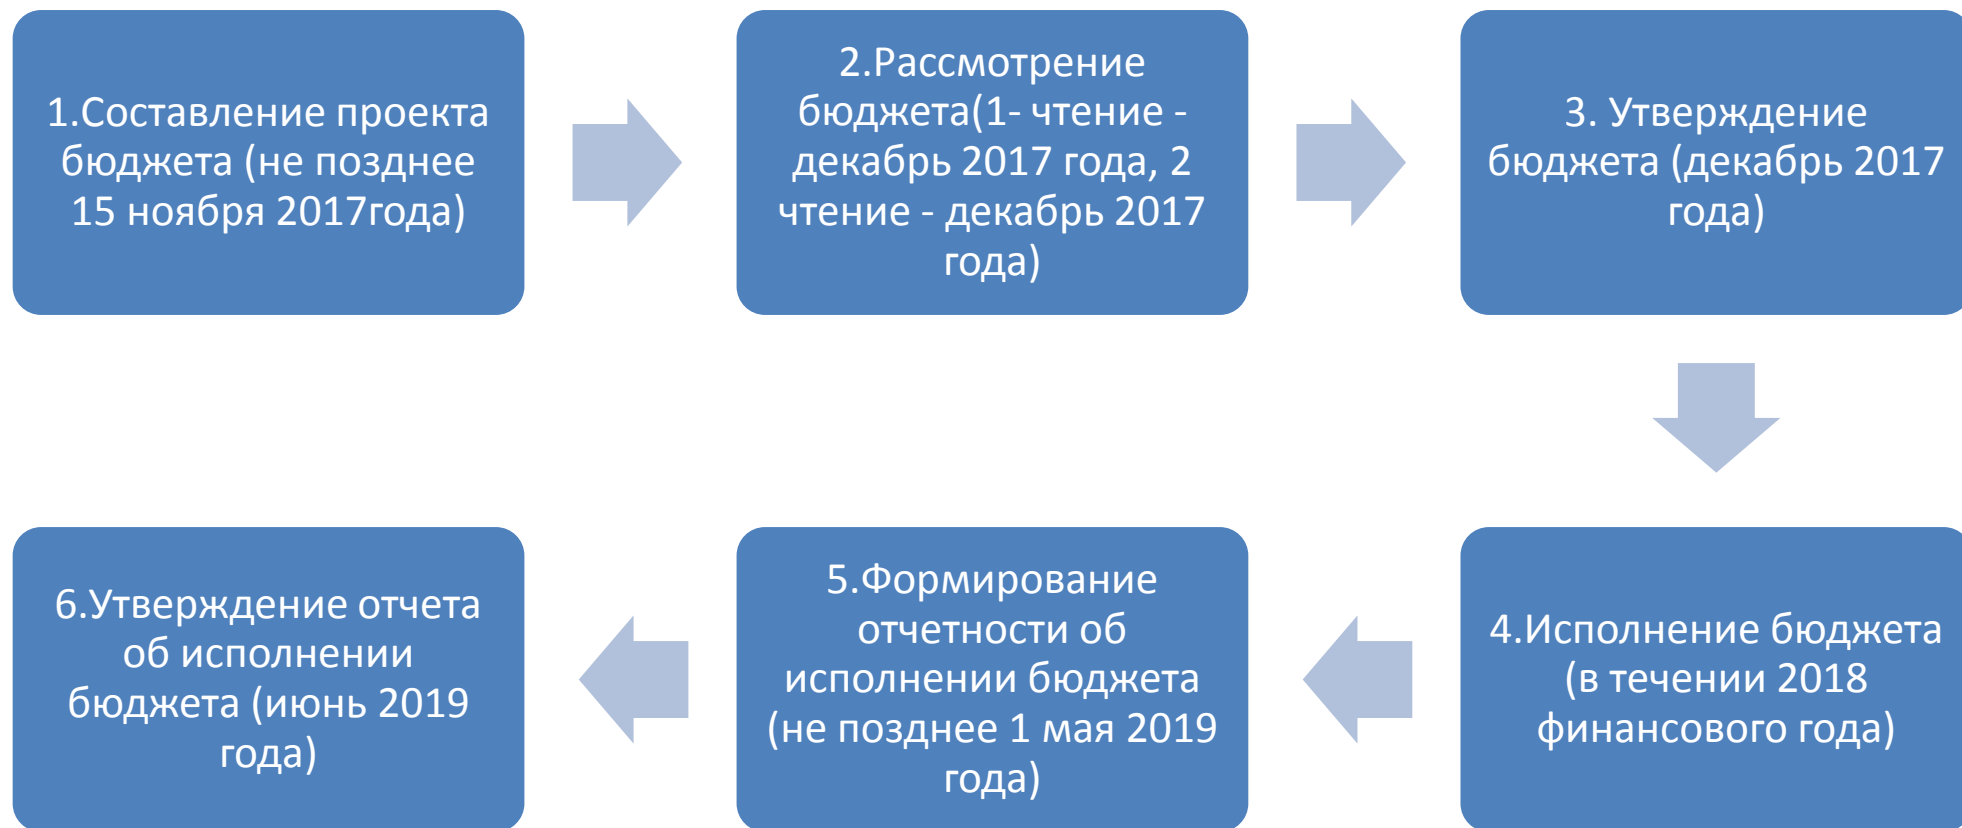 1.Составление проекта
бюджета (не позднее
15 ноября 2017года)
2.Рассмотрение
бюджета(1- чтение -
декабрь 2017 года, 2
чтение - декабрь 2017
года)
3. Утверждение
бюджета (декабрь 2017
года)
4.Исполнение бюджета
(в течении 2018
финансового года)
5.Формирование
отчетности об
исполнении бюджета
(не позднее 1 мая 2019
года)
6.Утверждение отчета
об исполнении
бюджета (июнь 2019
года)